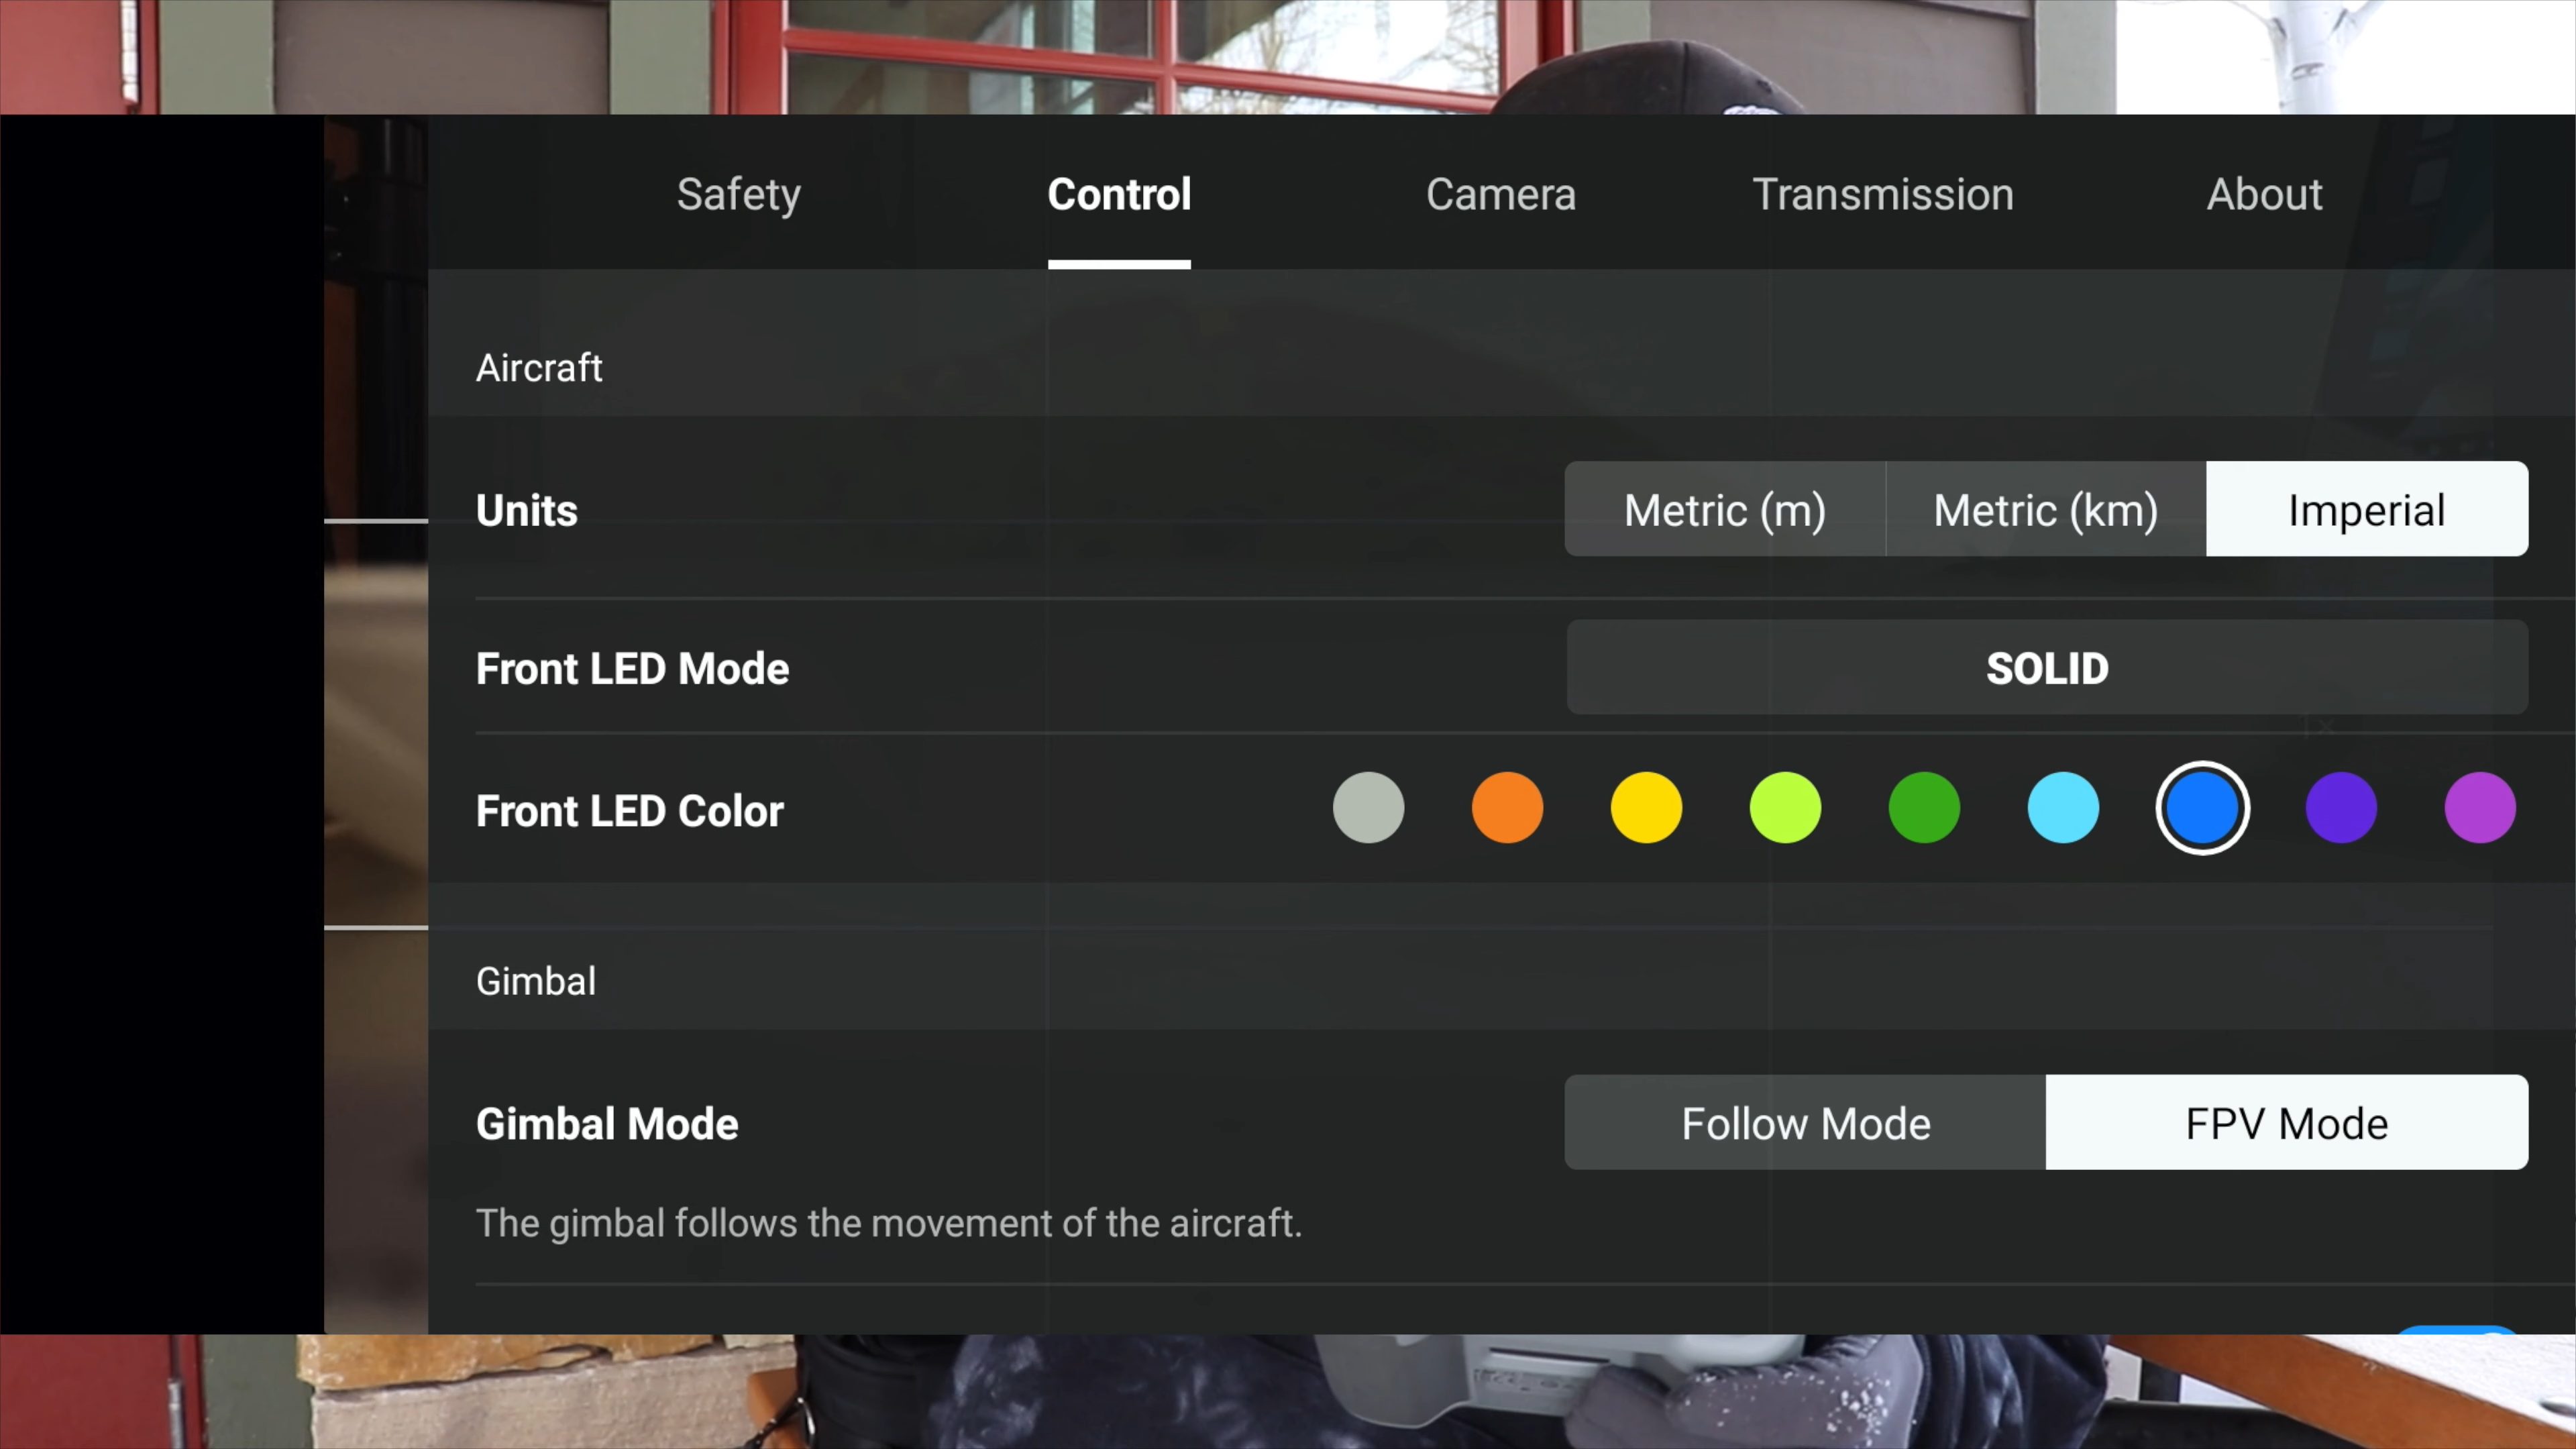 Safety Control Camera Transmission About
Aircraft
Units Metric (m) Metric (km) Imperial
Front LED Mode SOLID
1×
Front LED Color
Gimbal
Gimbal Mode Follow Mode FPV Mode
The gimbal follows the movement of the aircraft.